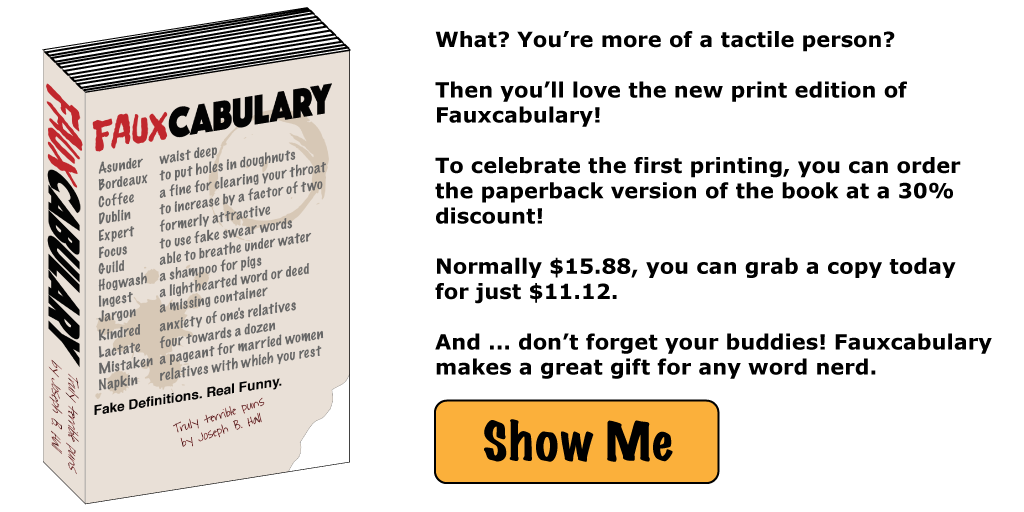 FAUXCABULARY
FAUXCABULARY
Truly terrible puns
by Joseph B. Hall
Asunder waist deep
Bordeaux to put holes in doughnuts
Coffee a fine for clearing your throat
Dublin to increase by a factor of two
Expert formerly attractive
Focus to use fake swear words
Guild able to breathe under water
Hogwash a shampoo for pigs
Ingest a lighthearted word or deed
Jargon a missing container
Kindred anxiety of one's relatives
Lactate four towards a dozen
Mistaken a pageant for married women
Napkin relatives with which you rest
Fake Definitions. Real Funny.
Truly terrible puns
by Joseph B. Hall
What? You’re more of a tactile person?
Then you’ll love the new print edition of
Fauxcabulary!
To celebrate the first printing, you can order
the paperback version of the book at a 30%
discount!
Normally $15.88, you can grab a copy today
for just $11.12.
And ... don’t forget your buddies! Fauxcabulary
makes a great gift for any word nerd.
Show Me